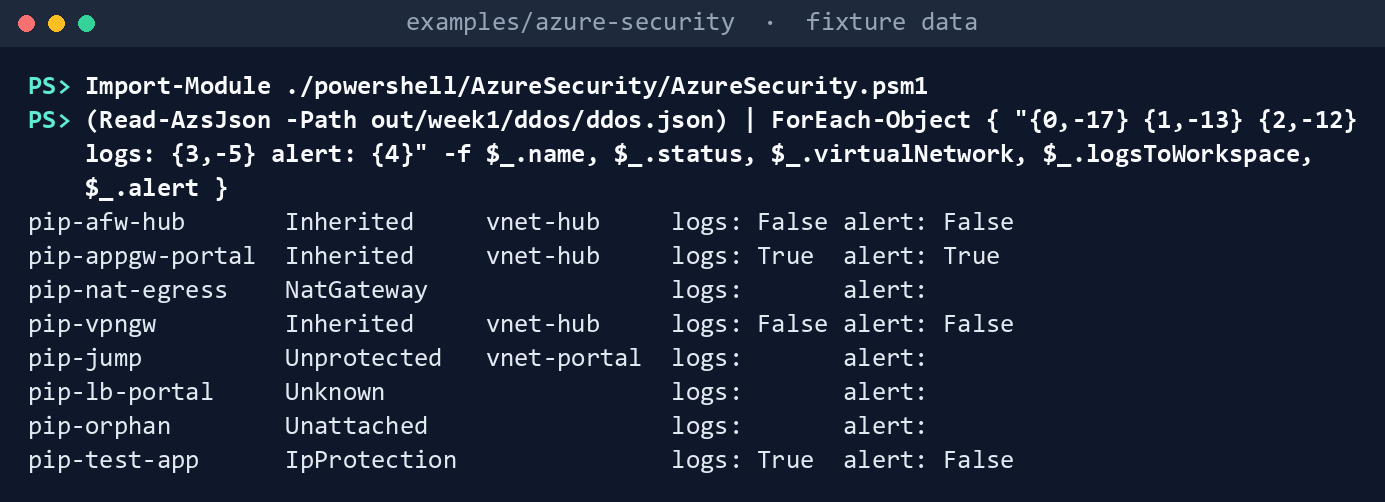 examples/azure-security  ·  fixture data
PS> Import-Module ./powershell/AzureSecurity/AzureSecurity.psm1
PS> (Read-AzsJson -Path out/week1/ddos/ddos.json) | ForEach-Object { "{0,-17} {1,-13} {2,-12}
    logs: {3,-5} alert: {4}" -f $_.name, $_.status, $_.virtualNetwork, $_.logsToWorkspace,
    $_.alert }
pip-afw-hub       Inherited     vnet-hub     logs: False alert: False
pip-appgw-portal  Inherited     vnet-hub     logs: True  alert: True
pip-nat-egress    NatGateway                 logs:       alert:
pip-vpngw         Inherited     vnet-hub     logs: False alert: False
pip-jump          Unprotected   vnet-portal  logs:       alert:
pip-lb-portal     Unknown                    logs:       alert:
pip-orphan        Unattached                 logs:       alert:
pip-test-app      IpProtection               logs: True  alert: False